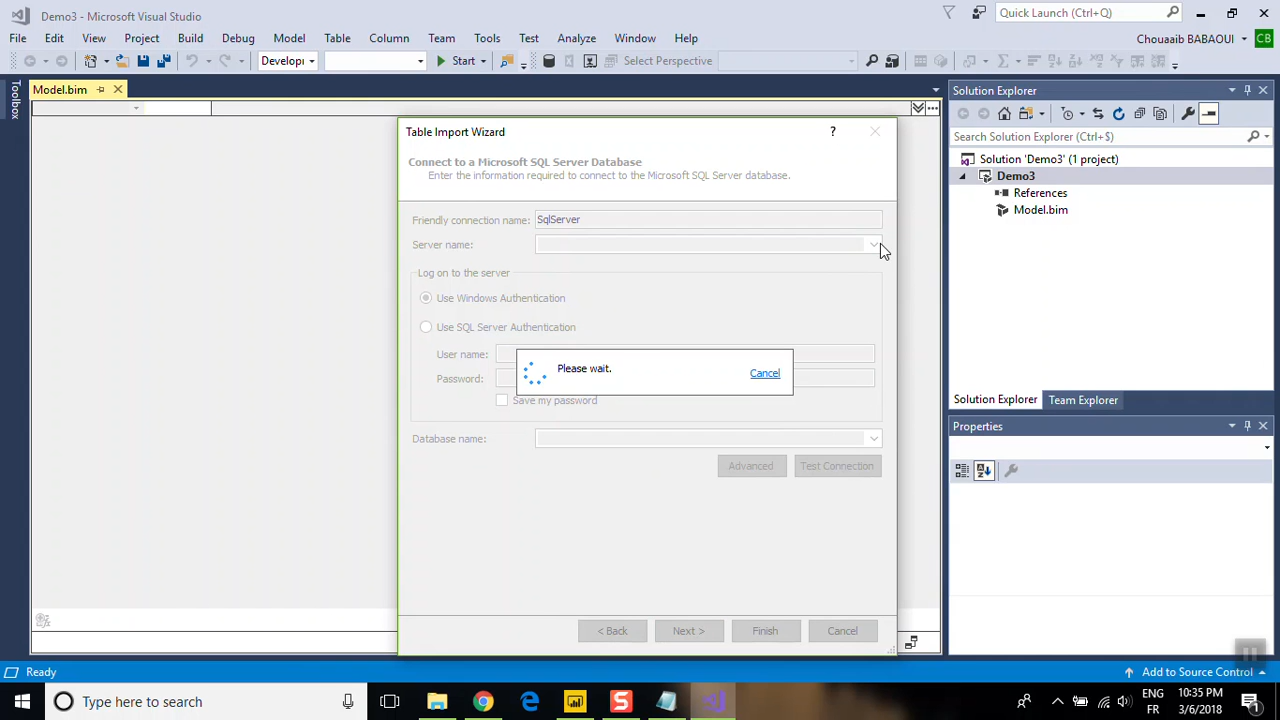 Demo3 - Microsoft Visual Studio
Quick Launch (Ctrl+Q)
File Edit View Project Build Debug Model Table Column Team Tools Test Analyze Window Help
Chouaaib BABAOUI
CB
Developı
Start
Select Perspective
Toolbox
Model.bim
Solution Explorer
Search Solution Explorer (Ctrl+$)
Solution 'Demo3' (1 project)
Demo3
References
Model.bim
Solution Explorer Team Explorer
Properties
Table Import Wizard
?
Connect to a Microsoft SQL Server Database
Enter the information required to connect to the Microsoft SQL Server database.
Friendly connection name: SqlServer
Server name:
Log on to the server
Use Windows Authentication
Use SQL Server Authentication
User name:
Password:
Save my password
Please wait.
Cancel
Database name:
Advanced Test Connection
< Back Next > Finish Cancel
Ready
Add to Source Control
Type here to search
ENG
FR
10:35 PM
3/6/2018
1